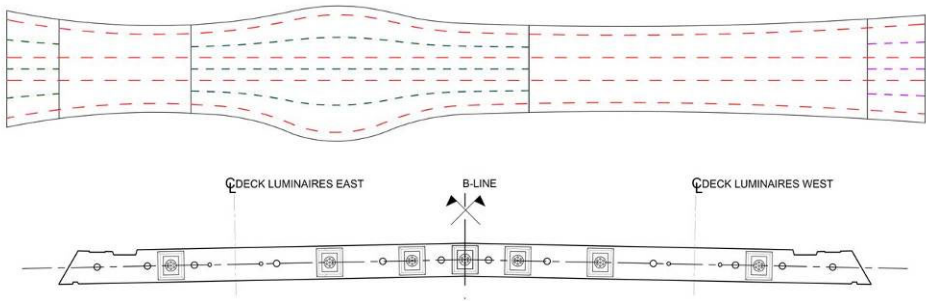 ℄ DECK LUMINAIRES EAST
B-LINE
℄ DECK LUMINAIRES WEST